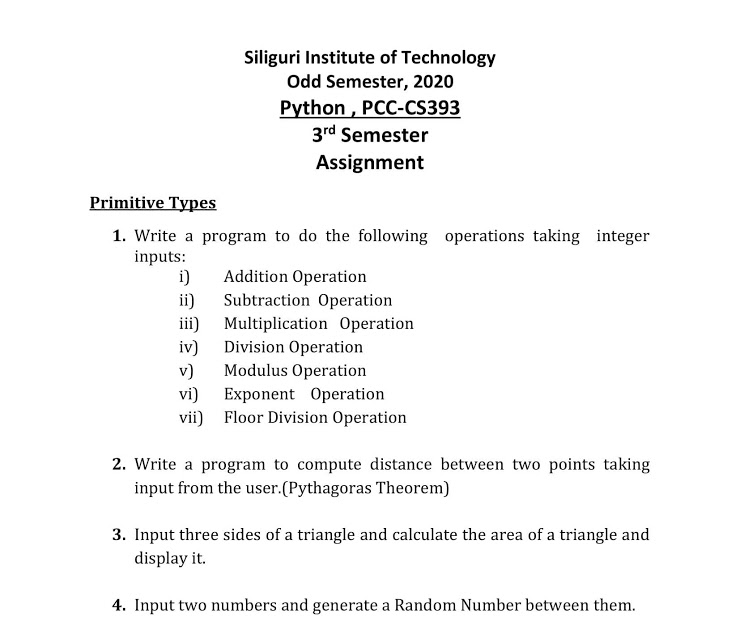 Siliguri Institute of Technology
Odd Semester, 2020
Python , PCC-CS393
3rd Semester
Assignment
Primitive Types
1. Write a program to do the following operations taking integer
inputs:
i) Addition Operation
ii) Subtraction Operation
iii) Multiplication Operation
iv) Division Operation
v) Modulus Operation
vi) Exponent Operation
vii) Floor Division Operation
2. Write a program to compute distance between two points taking
input from the user.(Pythagoras Theorem)
3. Input three sides of a triangle and calculate the area of a triangle and
display it.
4. Input two numbers and generate a Random Number between them.